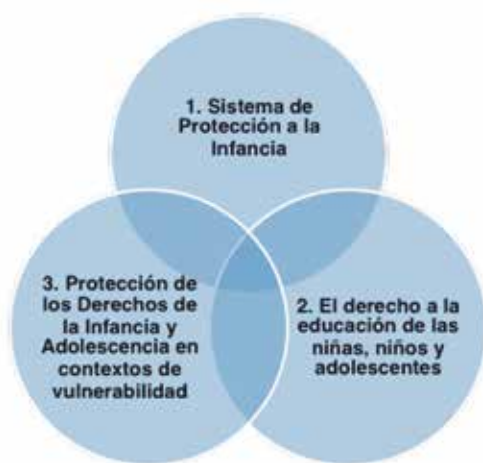 1. Sistema de
Protección a la
Infancia
3. Protección de
los Derechos de
la Infancia y
Adolescencia en
contextos de
vulnerabilidad
2. El derecho a la
educación de las
niñas, niños y
adolescentes